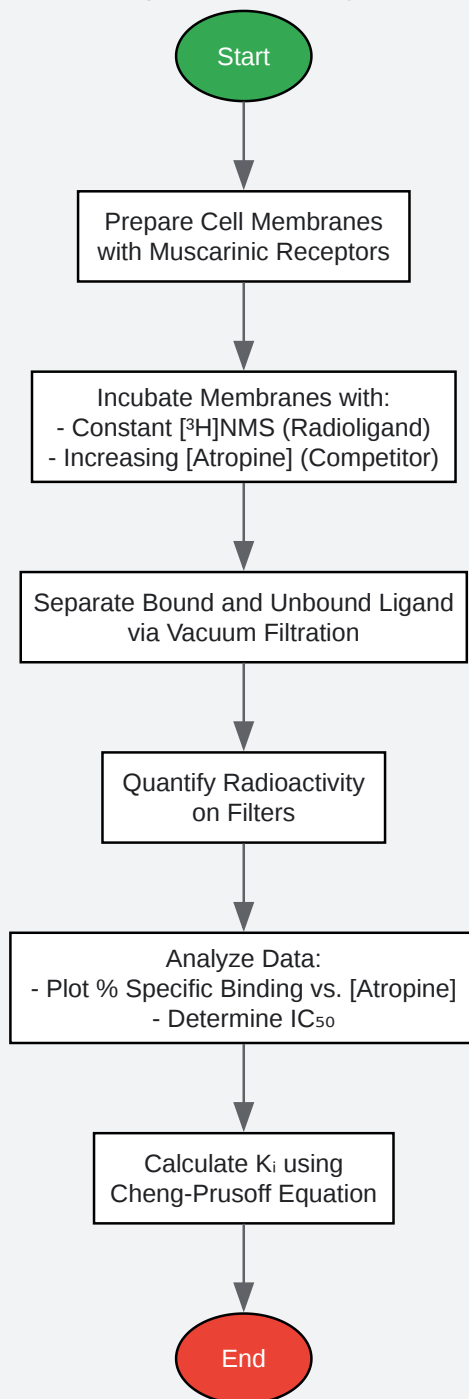 Start
Prepare Cell Membranes
with Muscarinic Receptors
Incubate Membranes with:
- Constant [³H]NMS (Radioligand)
- Increasing [Atropine] (Competitor)
Separate Bound and Unbound Ligand
via Vacuum Filtration
Quantify Radioactivity
on Filters
Analyze Data:
- Plot % Specific Binding vs. [Atropine]
- Determine IC₅₀
Calculate Kᵢ using
Cheng-Prusoff Equation
End